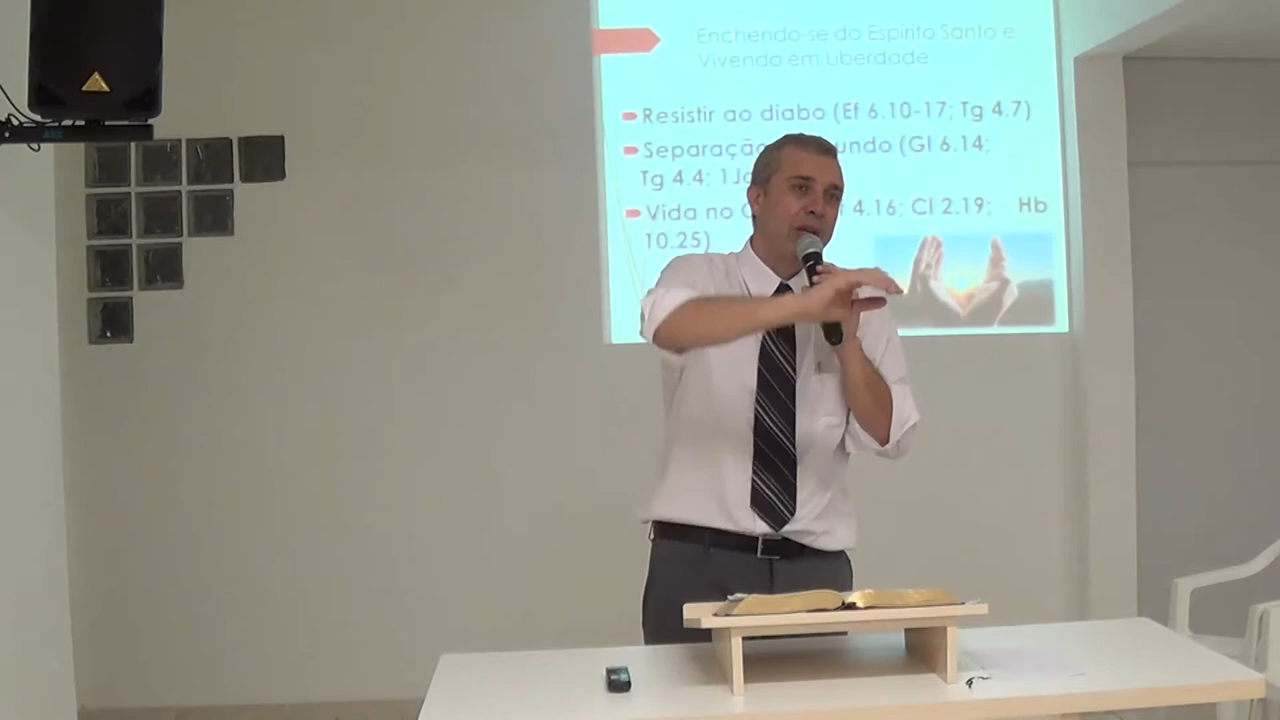 Enchendo-se do Espírito Santo e
Vivendo em Liberdade
Resistir ao diabo (Ef 6.10-17; Tg 4.7)
Separação undo (Gl 6.14;
Tg 4.4; 1Jo
Vida no 4.16; Cl 2.19; Hb
10.25)